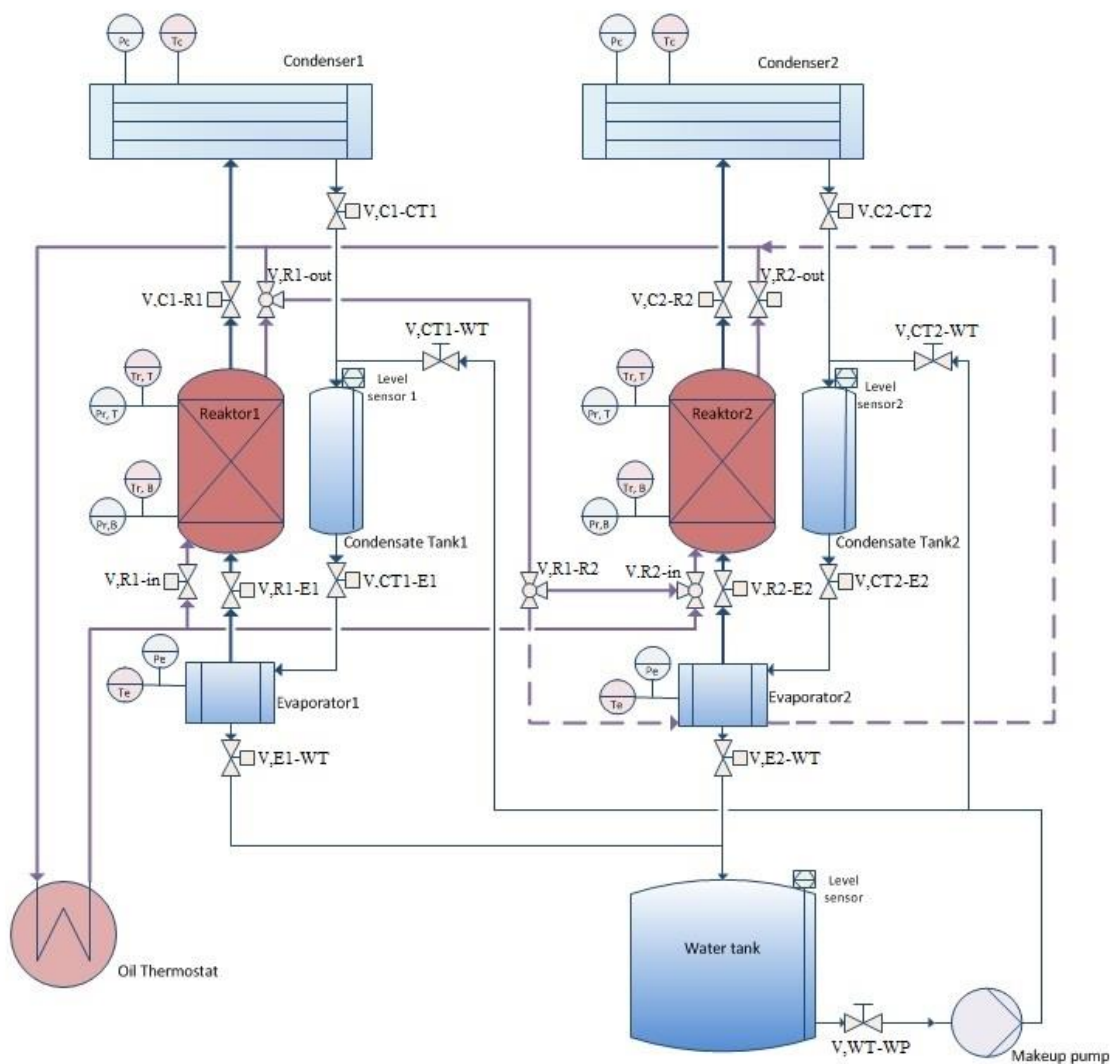 Pc
Tc
Pc
Tc
Condenser1
Condenser2
V,C1-CT1
V,C2-CT2
V,R1-out
V,R2-out
V,C1-R1
V,C2-R2
V,CT1-WT
V,CT2-WT
Tr, T
Pr, T
Reaktor1
Level
sensor 1
Tr, T
Pr, T
Reaktor2
Level
sensor2
Tr, B
Pr,B
Tr, B
Pr,B
Condensate Tank1
Condensate Tank2
V,R1-in
V,R1-E1
V,CT1-E1
V,R1-R2
V.R2-in
V,R2-E2
V,CT2-E2
Pe
Te
Evaporator1
Pe
Te
Evaporator2
V,E1-WT
V,E2-WT
Level
sensor
Water tank
Oil Thermostat
V,WT-WP
Makeup pump